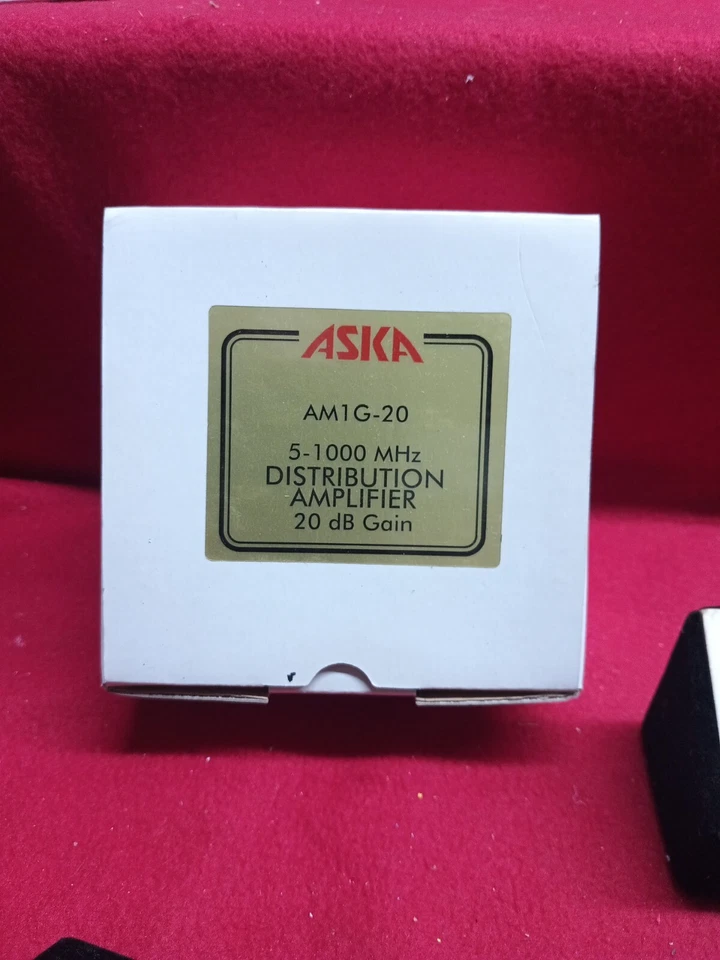 ASKA
AM1G-20
5-1000 MHz
DISTRIBUTION
AMPLIFIER
20 dB Gain